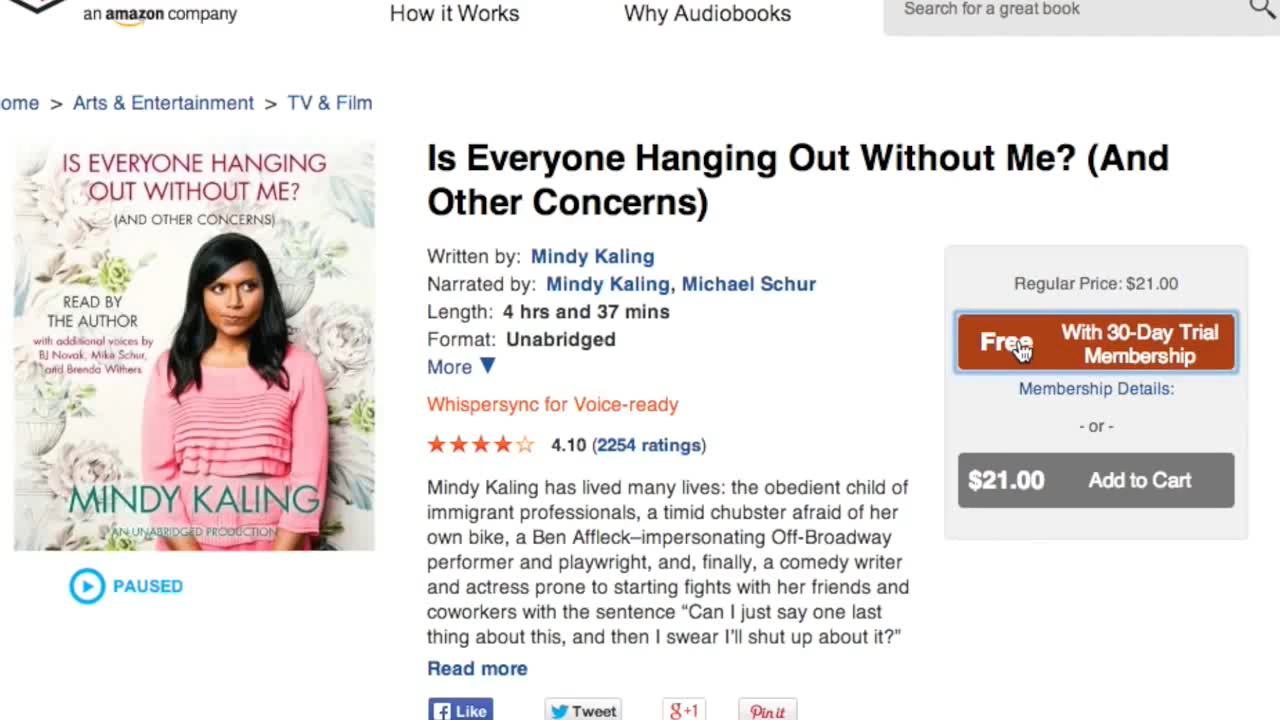 an amazon company
How it Works
Why Audiobooks
Search for a great book
ome > Arts & Entertainment > TV & Film
IS EVERYONE HANGING
OUT WITHOUT ME?
(AND OTHER CONCERNS)
READ BY
THE AUTHOR
with additional voices by
BJ Novak, Mike Schur,
and Brenda Withers
MINDY KALING
AN UNABRIDGED PRODUCTION
PAUSED
Is Everyone Hanging Out Without Me? (And
Other Concerns)
Written by: Mindy Kaling
Narrated by: Mindy Kaling, Michael Schur
Length: 4 hrs and 37 mins
Format: Unabridged
More
Whispersync for Voice-ready
4.10 (2254 ratings)
Mindy Kaling has lived many lives: the obedient child of
immigrant professionals, a timid chubster afraid of her
own bike, a Ben Affleck–impersonating Off-Broadway
performer and playwright, and, finally, a comedy writer
and actress prone to starting fights with her friends and
coworkers with the sentence “Can I just say one last
thing about this, and then I swear I’ll shut up about it?”
Read more
Like
Tweet
g+1
Pin it
Regular Price: $21.00
Free With 30-Day Trial
Membership
Membership Details:
- or -
$21.00 Add to Cart